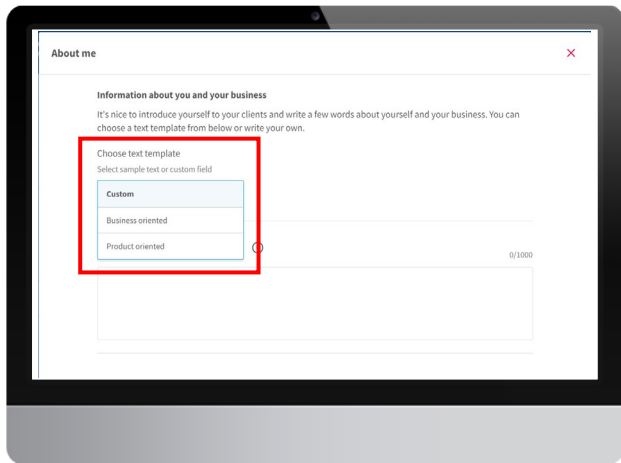 About me
Information about you and your business
It's nice to introduce yourself to your clients and write a few words about yourself and your business. You can
choose a text template from below or write your own.
Choose text template
Select sample text or custom field
Custom
Business oriented
Product oriented
0/1000